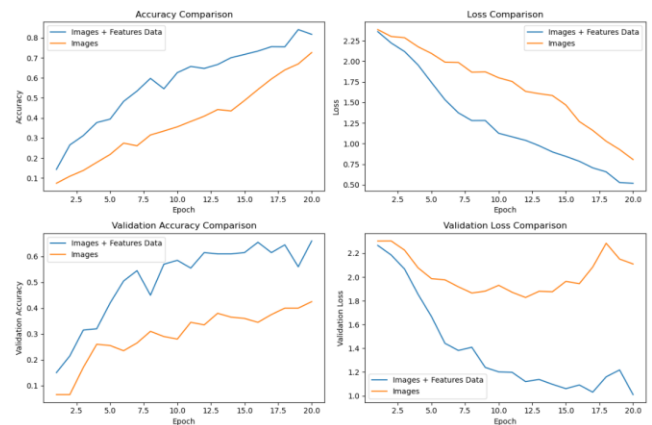 Accuracy Comparison
Images + Features Data
Images
Accuracy
0.8
0.7
0.6
0.5
0.4
0.3
0.2
0.1
2.5 5.0 7.5 10.0 12.5 15.0 17.5 20.0
Epoch
Loss Comparison
Images + Features Data
Images
Loss
2.25
2.00
1.75
1.50
1.25
1.00
0.75
0.50
2.5 5.0 7.5 10.0 12.5 15.0 17.5 20.0
Epoch
Validation Accuracy Comparison
Images + Features Data
Images
Validation Accuracy
0.6
0.5
0.4
0.3
0.2
0.1
2.5 5.0 7.5 10.0 12.5 15.0 17.5 20.0
Epoch
Validation Loss Comparison
Validation Loss
2.2
2.0
1.8
1.6
1.4
1.2
1.0
Images + Features Data
Images
2.5 5.0 7.5 10.0 12.5 15.0 17.5 20.0
Epoch